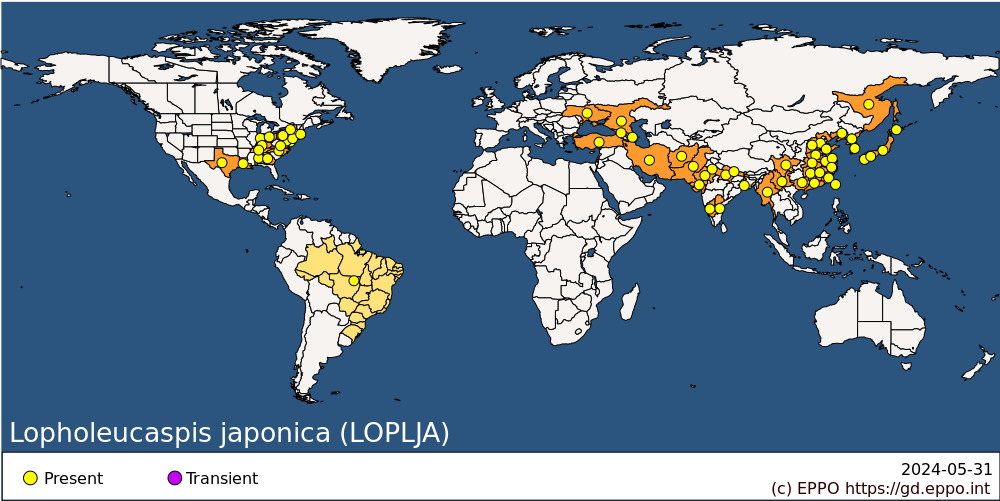 Lopholeucaspis japonica (LOPLJA)
Present
Transient
2024-05-31
(c) EPPO https://gd.eppo.int